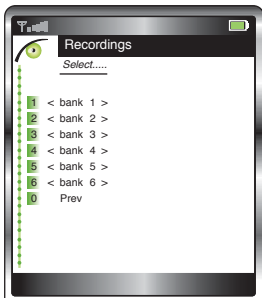 Recordings
Select.....
1 < bank 1 >
2 < bank 2 >
3 < bank 3 >
4 < bank 4 >
5 < bank 5 >
6 < bank 6 >
0 Prev